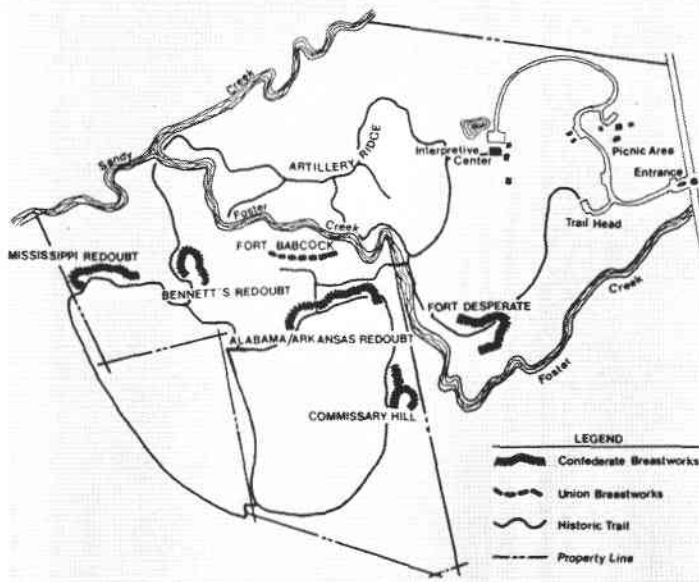 Creek
Sandy
ARTILLERY RIDGE
Interpretive
Center
Picnic Area
Entrance
Trail Head
Foster Creek
FORT BABCOCK
MISSISSIPPI REDOUBT
BENNETT'S REDOUBT
ALABAMA/ARKANSAS REDOUBT
FORT DESPERATE
Foster Creek
COMMISSARY HILL
LEGEND
Confederate Breastworks
Union Breastworks
Historic Trail
Property Line